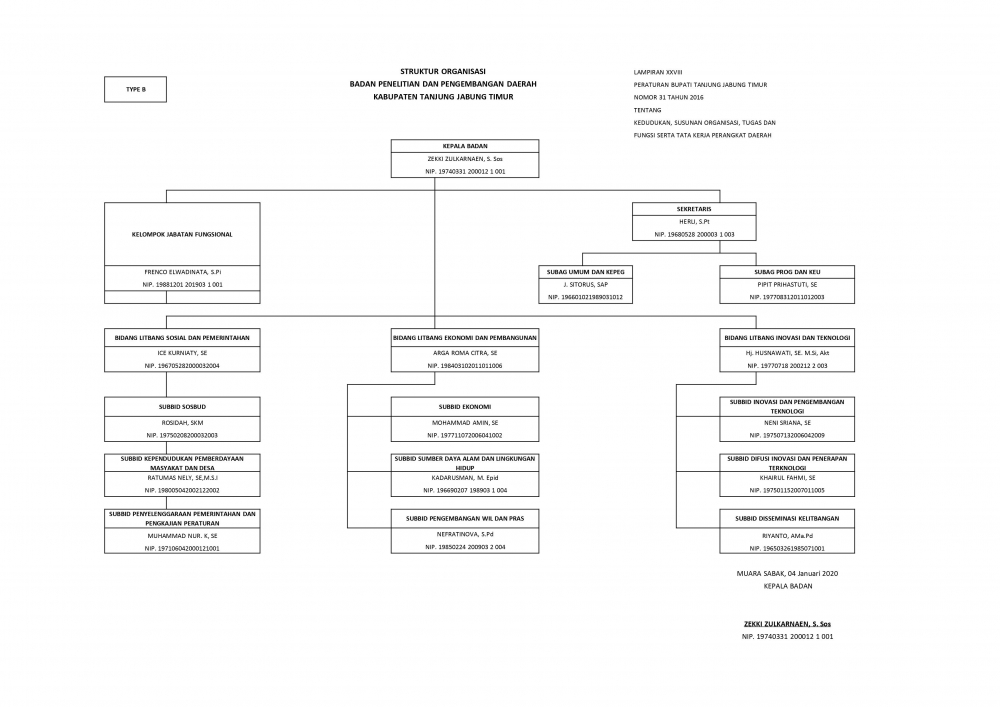 TYPE B
STRUKTUR ORGANISASI
BADAN PENELITIAN DAN PENGEMBANGAN DAERAH
KABUPATEN TANJUNG JABUNG TIMUR
LAMPIRAN XXVIII
PERATURAN BUPATI TANJUNG JABUNG TIMUR
NOMOR 31 TAHUN 2016
TENTANG
KEDUDUKAN, SUSUNAN ORGANISASI, TUGAS DAN
FUNGSI SERTA TATA KERJA PERANGKAT DAERAH
KEPALA BADAN
ZEKKI ZULKARNAEN, S. Sos
NIP. 19740331 200012 1 001
KELOMPOK JABATAN FUNGSIONAL
FRENCO ELWADINATA, S.Pi
NIP. 19881201 201903 1 001
SEKRETARIS
HERLI, S.Pt
NIP. 19680528 200003 1 003
SUBAG UMUM DAN KEPEG
J. SITORUS, SAP
NIP. 196601021989031012
SUBAG PROG DAN KEU
PIPIT PRIHASTUTI, SE
NIP. 197708312011012003
BIDANG LITBANG SOSIAL DAN PEMERINTAHAN
ICE KURNIATY, SE
NIP. 196705282000032004
BIDANG LITBANG EKONOMI DAN PEMBANGUNAN
ARGA ROMA CITRA, SE
NIP. 198403102011011006
BIDANG LITBANG INOVASI DAN TEKNOLOGI
Hj. HUSNAWATI, SE. M.Si, Akt
NIP. 19770718 200212 2 003
SUBBID SOSBUD
ROSIDAH, SKM
NIP. 197502082000032003
SUBBID EKONOMI
MOHAMMAD AMIN, SE
NIP. 197711072006041002
SUBBID INOVASI DAN PENGEMBANGAN
TEKNOLOGI
NENI SRIANA, SE
NIP. 197507132006042009
SUBBID KEPENDUDUKAN PEMBERDAYAAN
MASYAKAT DAN DESA
RATUMAS NELY, SE,M.S.I
NIP. 198005042002122002
SUBBID SUMBER DAYA ALAM DAN LINGKUNGAN
HIDUP
KADARUSMAN, M. Epid
NIP. 196690207 198903 1 004
SUBBID DIFUSI INOVASI DAN PENERAPAN
TERKNOLOGI
KHAIRUL FAHMI, SE
NIP. 197501152007011005
SUBBID PENYELENGGARAAN PEMERINTAHAN DAN
PENGKAJIAN PERATURAN
MUHAMMAD NUR. K, SE
NIP. 197106042000121001
SUBBID PENGEMBANGAN WIL DAN PRAS
NEFRATINOVA, S.Pd
NIP. 19850224 200903 2 004
SUBBID DISSEMINASI KELITBANGAN
RIYANTO, AMa.Pd
NIP. 196503261985071001
MUARA SABAK, 04 Januari 2020
KEPALA BADAN
ZEKKI ZULKARNAEN, S. Sos
NIP. 19740331 200012 1 001